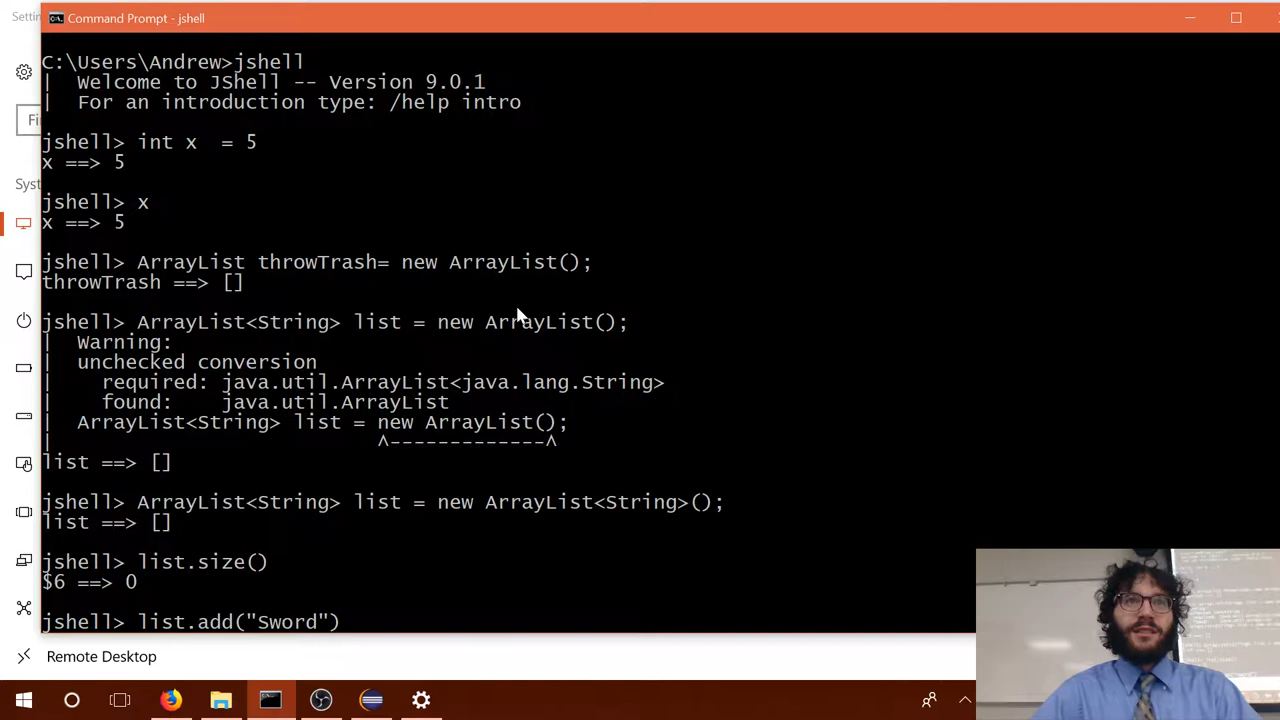 Settin
Command Prompt - jshell
C:\Users\Andrew>jshell
|  Welcome to JShell -- Version 9.0.1
|  For an introduction type: /help intro
Fi
jshell> int x  = 5
x ==> 5
Syst
jshell> x
x ==> 5
jshell> ArrayList throwTrash= new ArrayList();
throwTrash ==> []
jshell> ArrayList<String> list = new ArrayList();
|  Warning:
|  unchecked conversion
|    required: java.util.ArrayList<java.lang.String>
|    found:    java.util.ArrayList
|  ArrayList<String> list = new ArrayList();
|                           ^-------------^
list ==> []
jshell> ArrayList<String> list = new ArrayList<String>();
list ==> []
jshell> list.size()
$6 ==> 0
jshell> list.add("Sword")
Remote Desktop